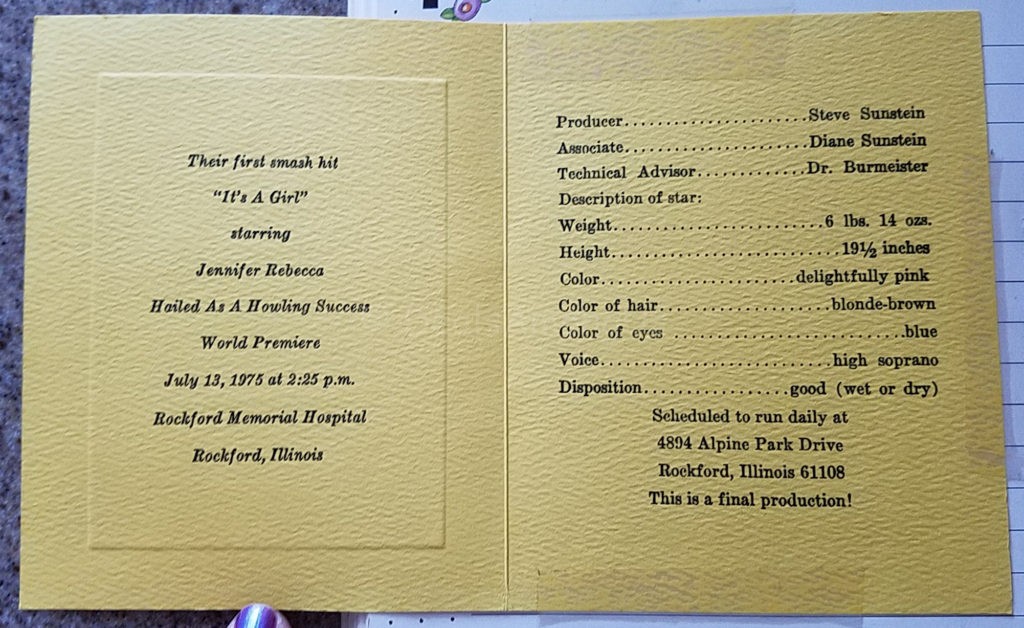 Their first smash hit
"It's A Girl"
starring
Jennifer Rebecca
Hailed As A Howling Success
World Premiere
July 13, 1975 at 2:25 p.m.
Rockford Memorial Hospital
Rockford, Illinois
Producer......................Steve Sunstein
Associate......................Diane Sunstein
Technical Advisor.............Dr. Burmeister
Description of star:
Weight.........................6 lbs. 14 ozs.
Height...........................19½ inches
Color.......................delightfully pink
Color of hair....................blonde-brown
Color of eyes ...........................blue
Voice...........................high soprano
Disposition.................good (wet or dry)
Scheduled to run daily at
4894 Alpine Park Drive
Rockford, Illinois 61108
This is a final production!